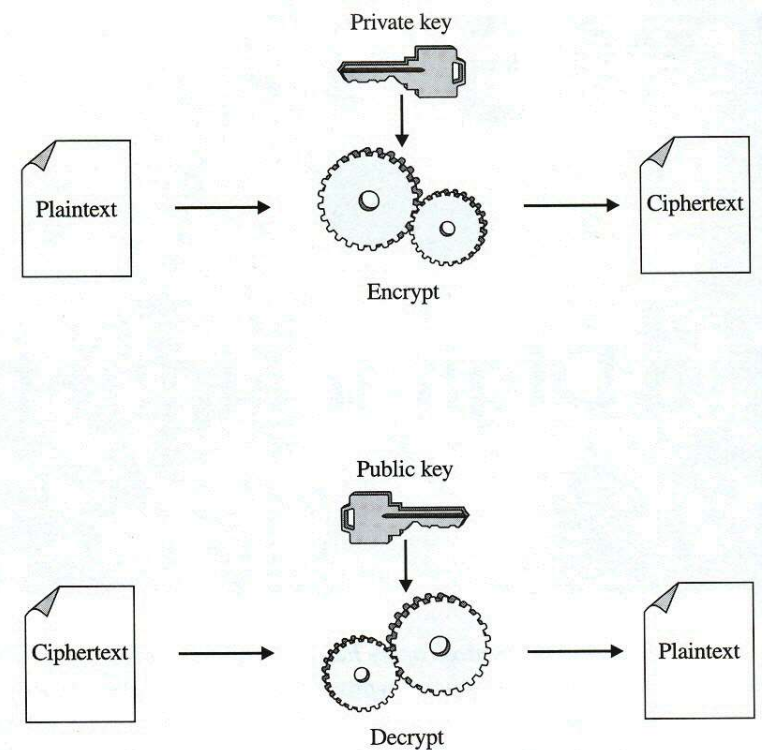 Private key
Plaintext
Ciphertext
Encrypt
Public key
Ciphertext
Plaintext
Decrypt